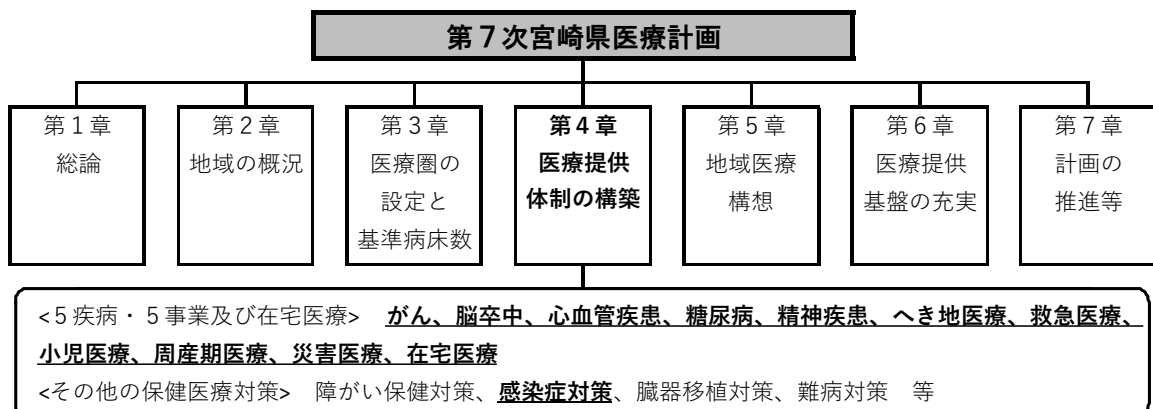 第７次宮崎県医療計画
第１章
総論
第２章
地域の概況
第３章
医療圏の
設定と
基準病床数
第４章
医療提供
体制の構築
第５章
地域医療
構想
第６章
医療提供
基盤の充実
第７章
計画の
推進等
<５疾病・５事業及び在宅医療>　がん、脳卒中、心血管疾患、糖尿病、精神疾患、へき地医療、救急医療、
小児医療、周産期医療、災害医療、在宅医療
<その他の保健医療対策>　障がい保健対策、感染症対策、臓器移植対策、難病対策　等